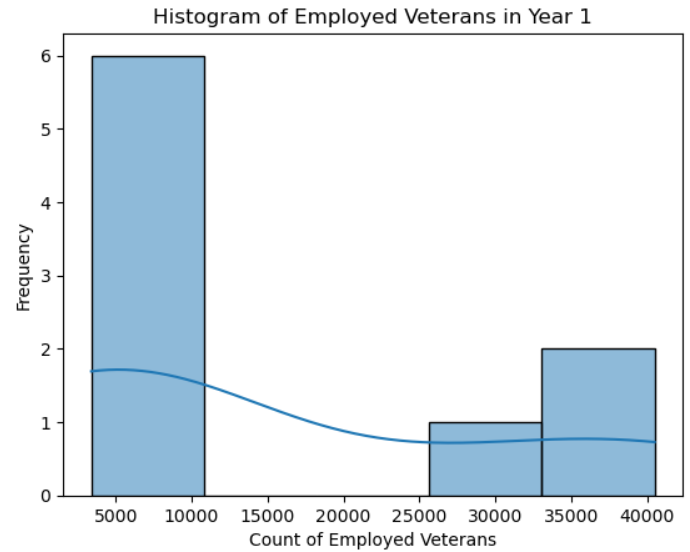 Histogram of Employed Veterans in Year 1
6
5
4
3
2
1
0
Frequency
5000 10000 15000 20000 25000 30000 35000 40000
Count of Employed Veterans